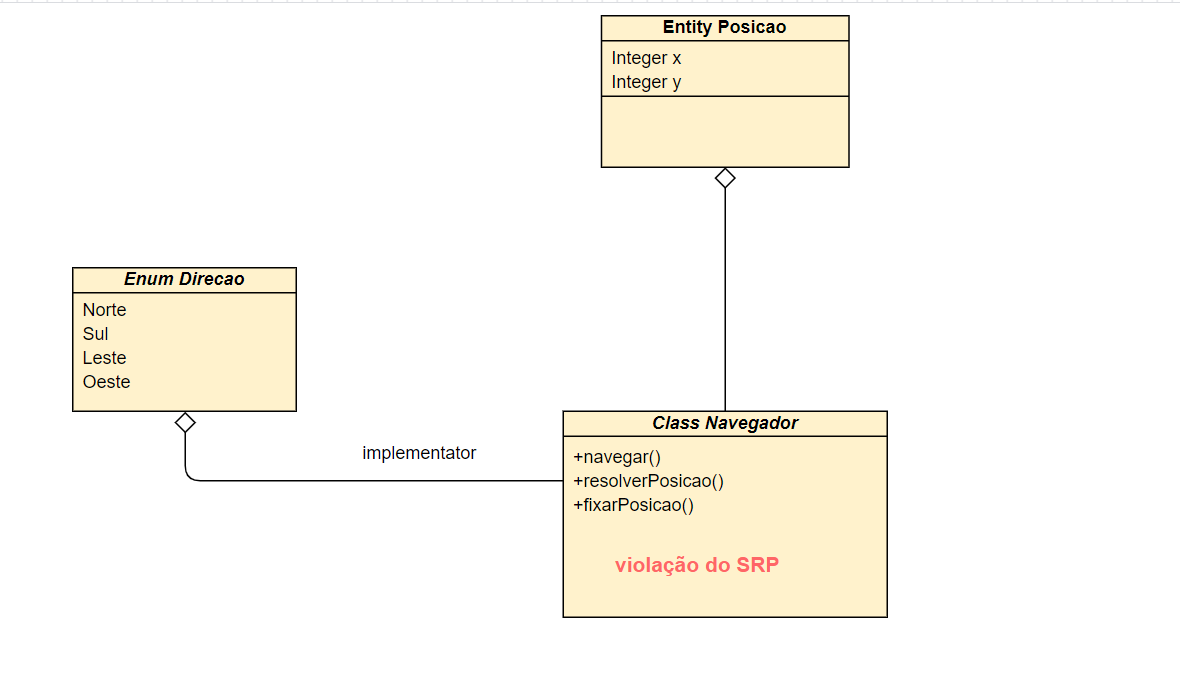 Entity Posicao
Integer x
Integer y
Enum Direcao
Norte
Sul
Leste
Oeste
implementator
Class Navegador
+navegar()
+resolverPosicao()
+fixarPosicao()
violação do SRP